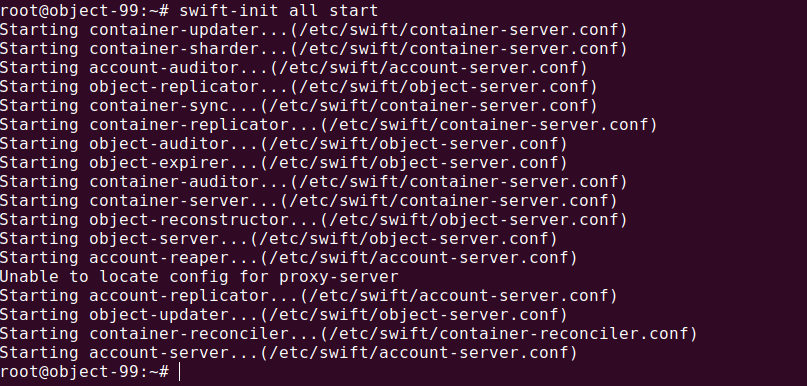 root@object-99:~# swift-init all start
Starting container-updater...(/etc/swift/container-server.conf)
Starting container-sharder...(/etc/swift/container-server.conf)
Starting account-auditor...(/etc/swift/account-server.conf)
Starting object-replicator...(/etc/swift/object-server.conf)
Starting container-sync...(/etc/swift/container-server.conf)
Starting container-replicator...(/etc/swift/container-server.conf)
Starting object-auditor...(/etc/swift/object-server.conf)
Starting object-expirer...(/etc/swift/object-server.conf)
Starting container-auditor...(/etc/swift/container-server.conf)
Starting container-server...(/etc/swift/container-server.conf)
Starting object-reconstructor...(/etc/swift/object-server.conf)
Starting object-server...(/etc/swift/object-server.conf)
Starting account-reaper...(/etc/swift/account-server.conf)
Unable to locate config for proxy-server
Starting account-replicator...(/etc/swift/account-server.conf)
Starting object-updater...(/etc/swift/object-server.conf)
Starting container-reconciler...(/etc/swift/container-reconciler.conf)
Starting account-server...(/etc/swift/account-server.conf)
root@object-99:~#